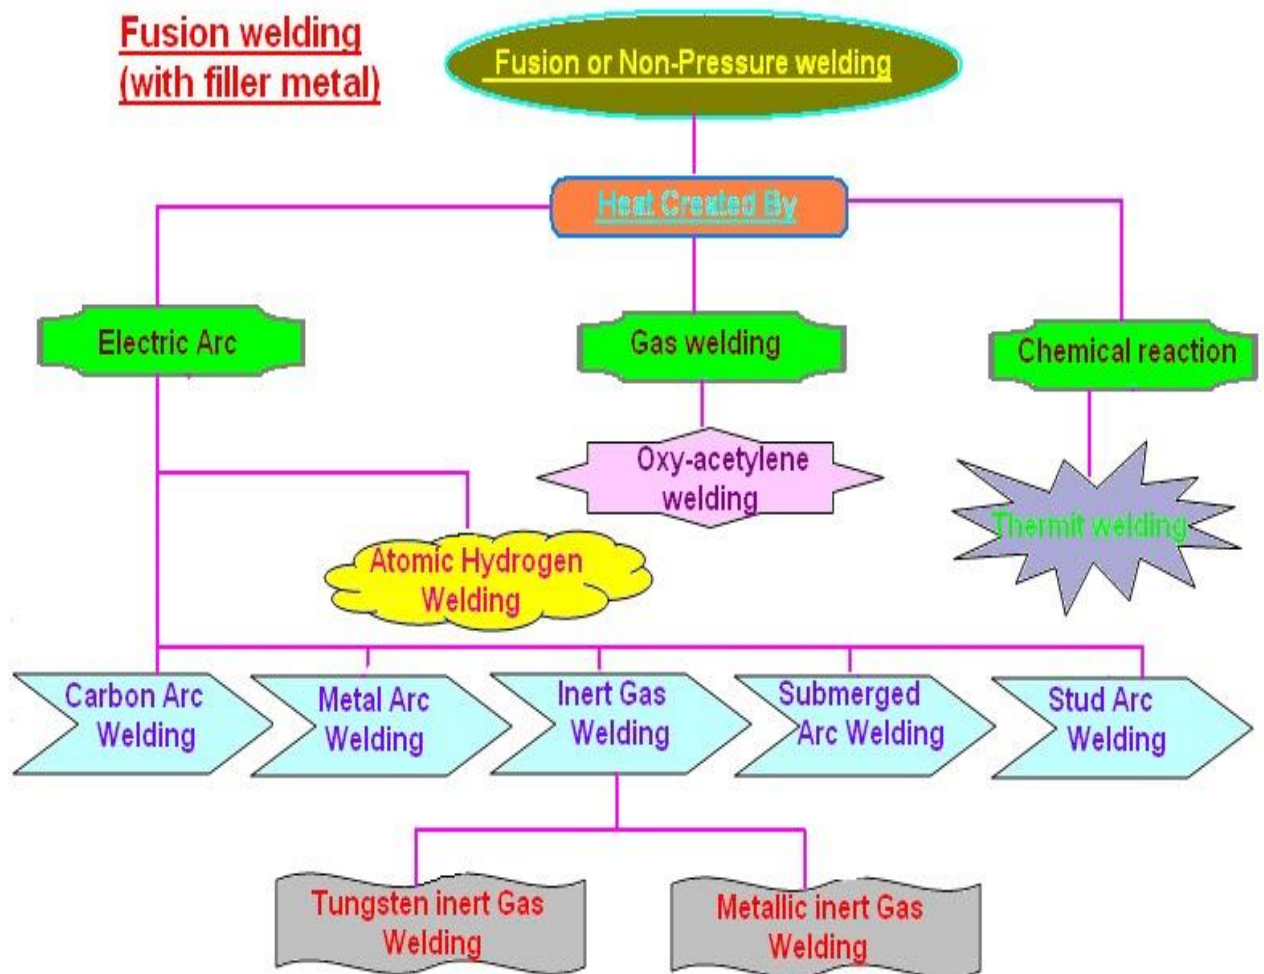 Fusion welding
(with filler metal)
Fusion or Non-Pressure welding
Heat Created By
Electric Arc
Gas welding
Chemical reaction
Oxy-acetylene
welding
Thermit welding
Atomic Hydrogen
Welding
Carbon Arc
Welding
Metal Arc
Welding
Inert Gas
Welding
Submerged
Arc Welding
Stud Arc
Welding
Tungsten inert Gas
Welding
Metallic inert Gas
Welding